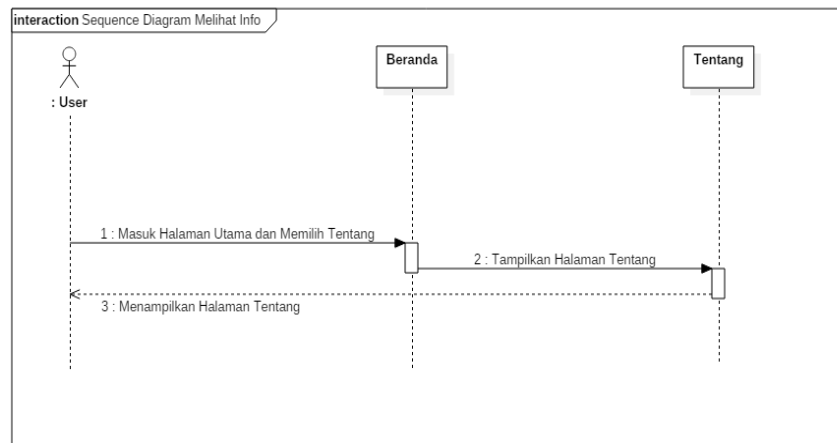 interaction Sequence Diagram Melihat Info
: User
Beranda
Tentang
1 : Masuk Halaman Utama dan Memilih Tentang
2 : Tampilkan Halaman Tentang
3 : Menampilkan Halaman Tentang